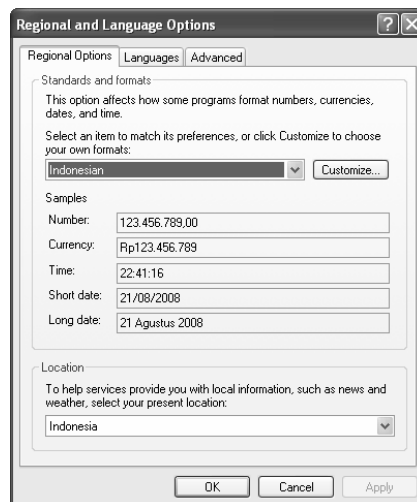 Regional and Language Options
Regional Options Languages Advanced
Standards and formats
This option affects how some programs format numbers, currencies,
dates, and time.
Select an item to match its preferences, or click Customize to choose
your own formats:
Indonesian Customize...
Samples
Number: 123.456.789,00
Currency: Rp123.456.789
Time: 22:41:16
Short date: 21/08/2008
Long date: 21 Agustus 2008
Location
To help services provide you with local information, such as news and
weather, select your present location:
Indonesia
OK Cancel Apply